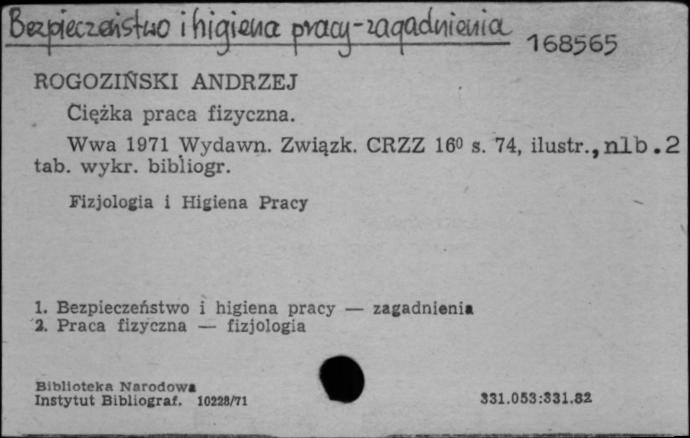 Bezpieczeństwo i higiena pracy-zagadnienia
168565
ROGOZIŃSKI ANDRZEJ
Ciężka praca fizyczna.
Wwa 1971 Wydawn. Związk. CRZZ 16⁰ s. 74, ilustr., nlb.2
tab. wykr. bibliogr.
Fizjologia i Higiena Pracy
1. Bezpieczeństwo i higiena pracy — zagadnienia
2. Praca fizyczna — fizjologia
Biblioteka Narodowa
Instytut Bibliograf. 10228/71
331.053:331.82